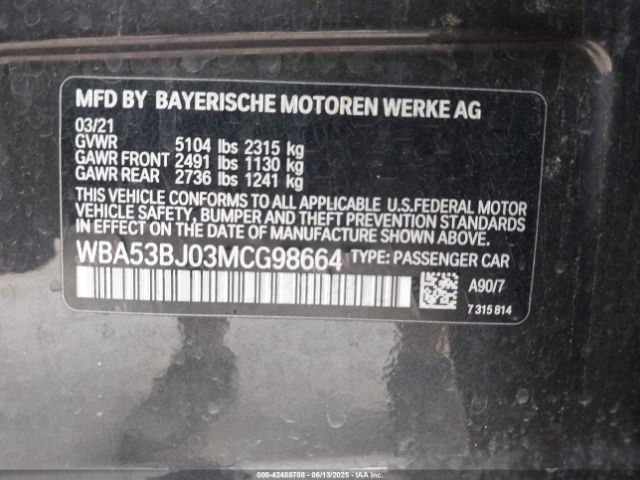 MFD BY BAYERISCHE MOTOREN WERKE AG
03/21
GVWR 5104 lbs 2315 kg
GAWR FRONT 2491 lbs 1130 kg
GAWR REAR 2736 lbs 1241 kg
THIS VEHICLE CONFORMS TO ALL APPLICABLE U.S.FEDERAL MOTOR
VEHICLE SAFETY, BUMPER AND THEFT PREVENTION STANDARDS
IN EFFECT ON THE DATE OF MANUFACTURE SHOWN ABOVE.
WBA53BJ03MCG98664 TYPE: PASSENGER CAR
A90/7
7 315 814
000-42488708 - 06/13/2025 - IAAI.COM